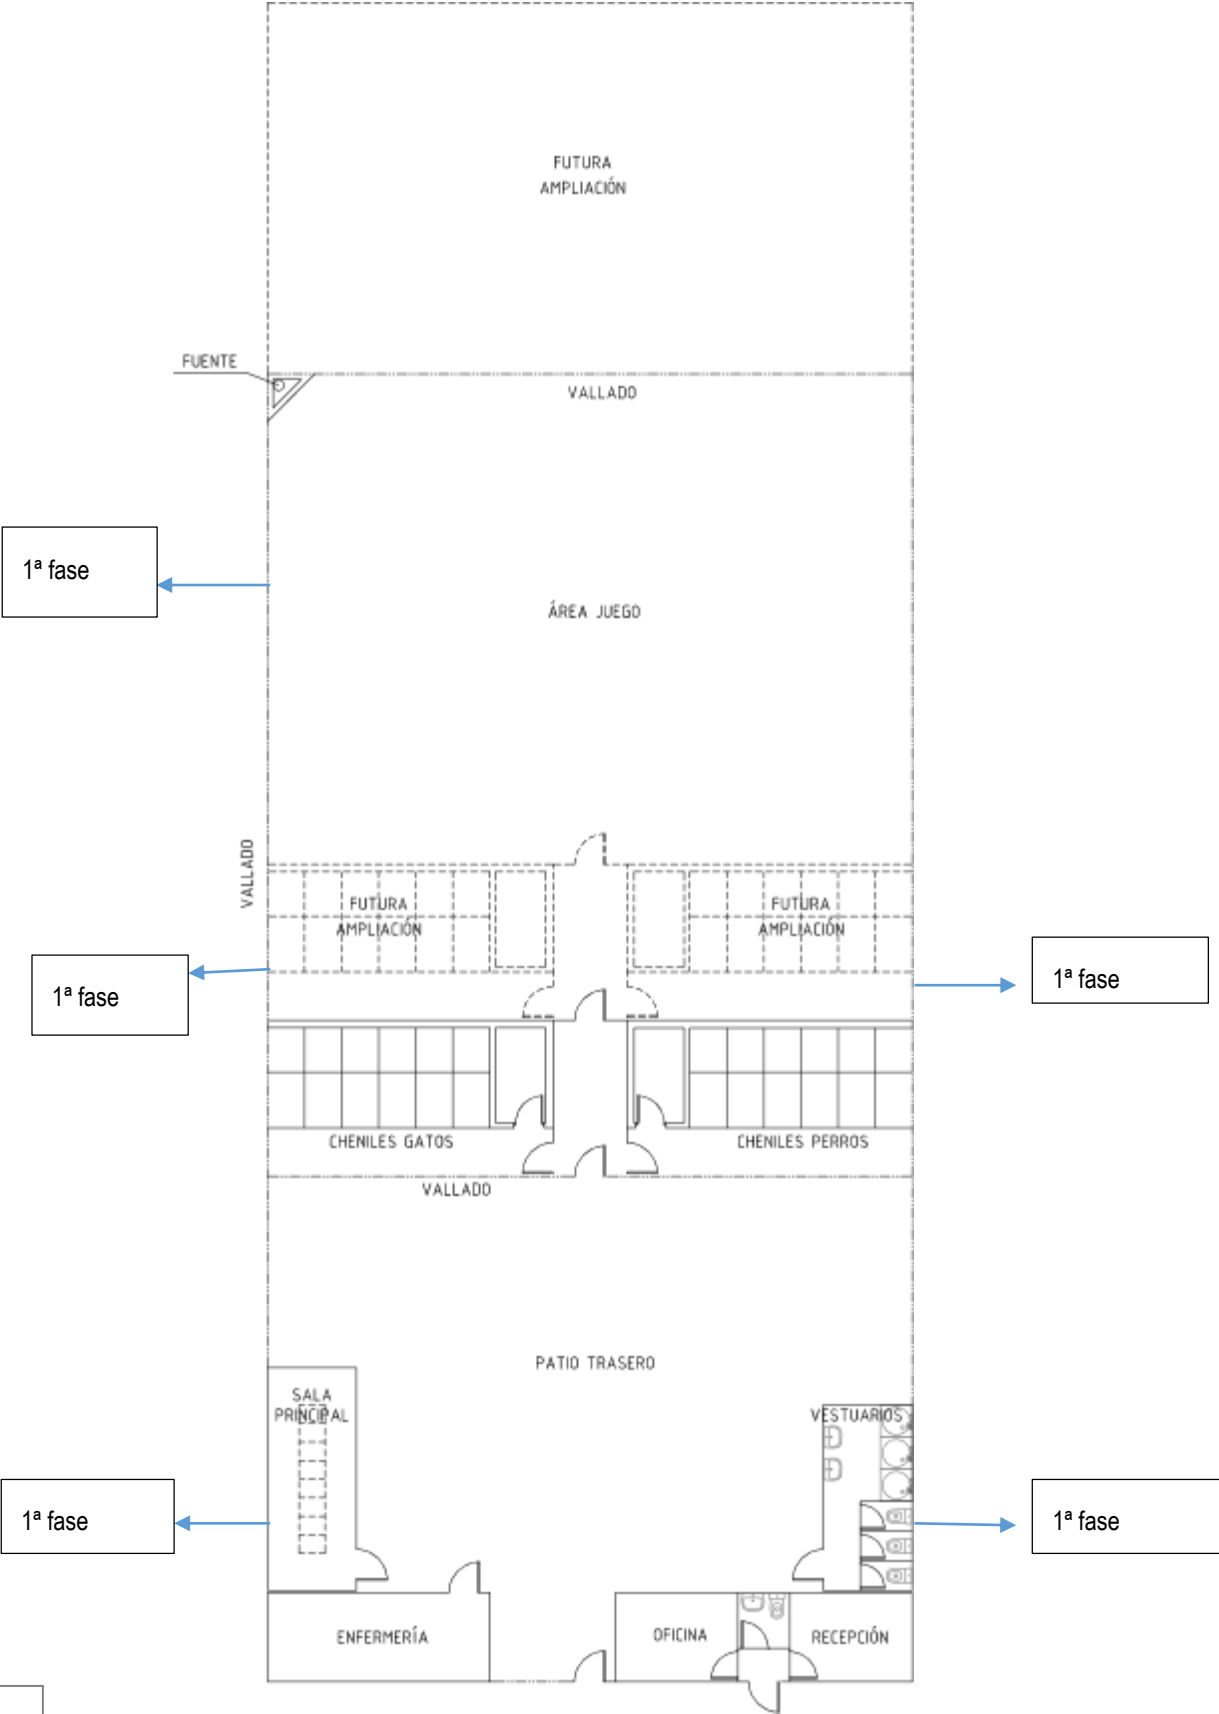 FUTURA
AMPLIACIÓN
FUENTE
VALLADO
1ª fase
ÁREA JUEGO
VALLADO
FUTURA
AMPLIACIÓN
FUTURA
AMPLIACIÓN
1ª fase
1ª fase
CHENILES GATOS
CHENILES PERROS
VALLADO
PATIO TRASERO
SALA
PRINCIPAL
VESTUARIOS
1ª fase
1ª fase
ENFERMERÍA
OFICINA
RECEPCIÓN